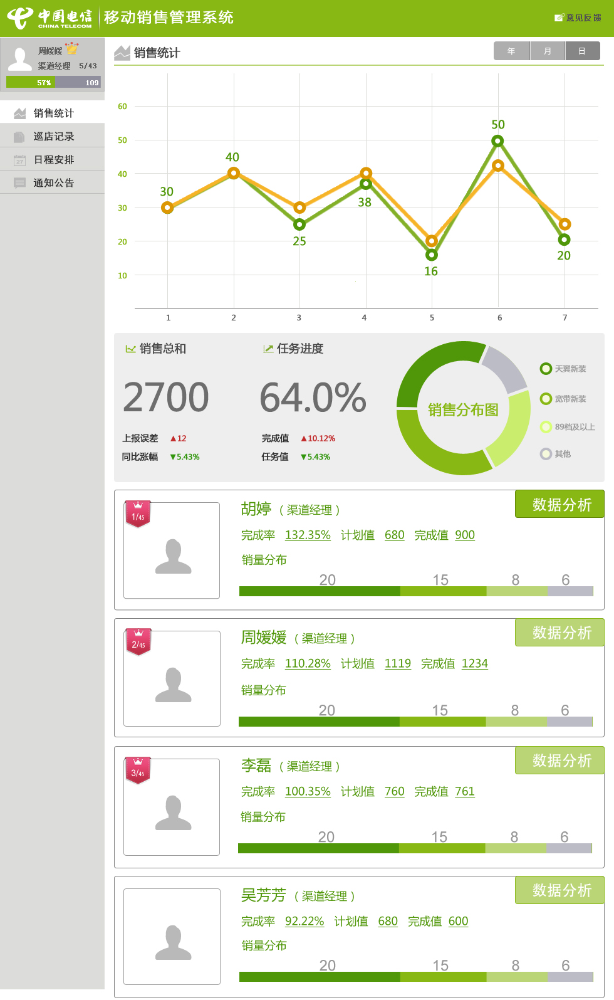 中国电信
CHINA TELECOM
移动销售管理系统
意见反馈
周媛媛
渠道经理 5/43
57% 109
销售统计
巡店记录
27
日程安排
通知公告
销售统计
年 月 日
60
50
40
30
20
10
30
40
25
38
16
50
20
1 2 3 4 5 6 7
销售总和
2700
上报误差 ▲12
同比涨幅 ▼5.43%
任务进度
64.0%
完成值 ▲10.12%
任务值 ▼5.43%
销售分布图
天翼新装
宽带新装
89档及以上
其他
1/45
胡婷（渠道经理）
数据分析
完成率 132.35% 计划值 680 完成值 900
销量分布
20 15 8 6
2/45
周媛媛（渠道经理）
数据分析
完成率 110.28% 计划值 1119 完成值 1234
销量分布
20 15 8 6
3/45
李磊（渠道经理）
数据分析
完成率 100.35% 计划值 760 完成值 761
销量分布
20 15 8 6
吴芳芳（渠道经理）
数据分析
完成率 92.22% 计划值 680 完成值 600
销量分布
20 15 8 6